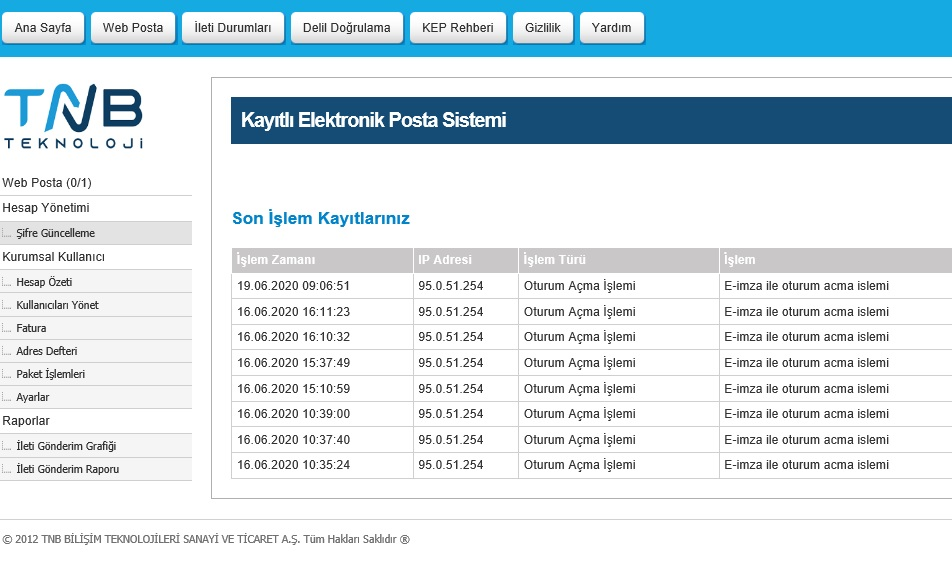 Ana Sayfa Web Posta İleti Durumları Delil Doğrulama KEP Rehberi Gizlilik Yardım
TNB
TEKNOLOJİ
Web Posta (0/1)
Hesap Yönetimi
Şifre Güncelleme
Kurumsal Kullanıcı
Hesap Özeti
Kullanıcıları Yönet
Fatura
Adres Defteri
Paket İşlemleri
Ayarlar
Raporlar
İleti Gönderim Grafiği
İleti Gönderim Raporu
Kayıtlı Elektronik Posta Sistemi
Son İşlem Kayıtlarınız
İşlem Zamanı IP Adresi İşlem Türü İşlem
19.06.2020 09:06:51 95.0.51.254 Oturum Açma İşlemi E-imza ile oturum acma islemi
16.06.2020 16:11:23 95.0.51.254 Oturum Açma İşlemi E-imza ile oturum acma islemi
16.06.2020 16:10:32 95.0.51.254 Oturum Açma İşlemi E-imza ile oturum acma islemi
16.06.2020 15:37:49 95.0.51.254 Oturum Açma İşlemi E-imza ile oturum acma islemi
16.06.2020 15:10:59 95.0.51.254 Oturum Açma İşlemi E-imza ile oturum acma islemi
16.06.2020 10:39:00 95.0.51.254 Oturum Açma İşlemi E-imza ile oturum acma islemi
16.06.2020 10:37:40 95.0.51.254 Oturum Açma İşlemi E-imza ile oturum acma islemi
16.06.2020 10:35:24 95.0.51.254 Oturum Açma İşlemi E-imza ile oturum acma islemi
© 2012 TNB BİLİŞİM TEKNOLOJİLERİ SANAYİ VE TİCARET A.Ş. Tüm Hakları Saklıdır ®